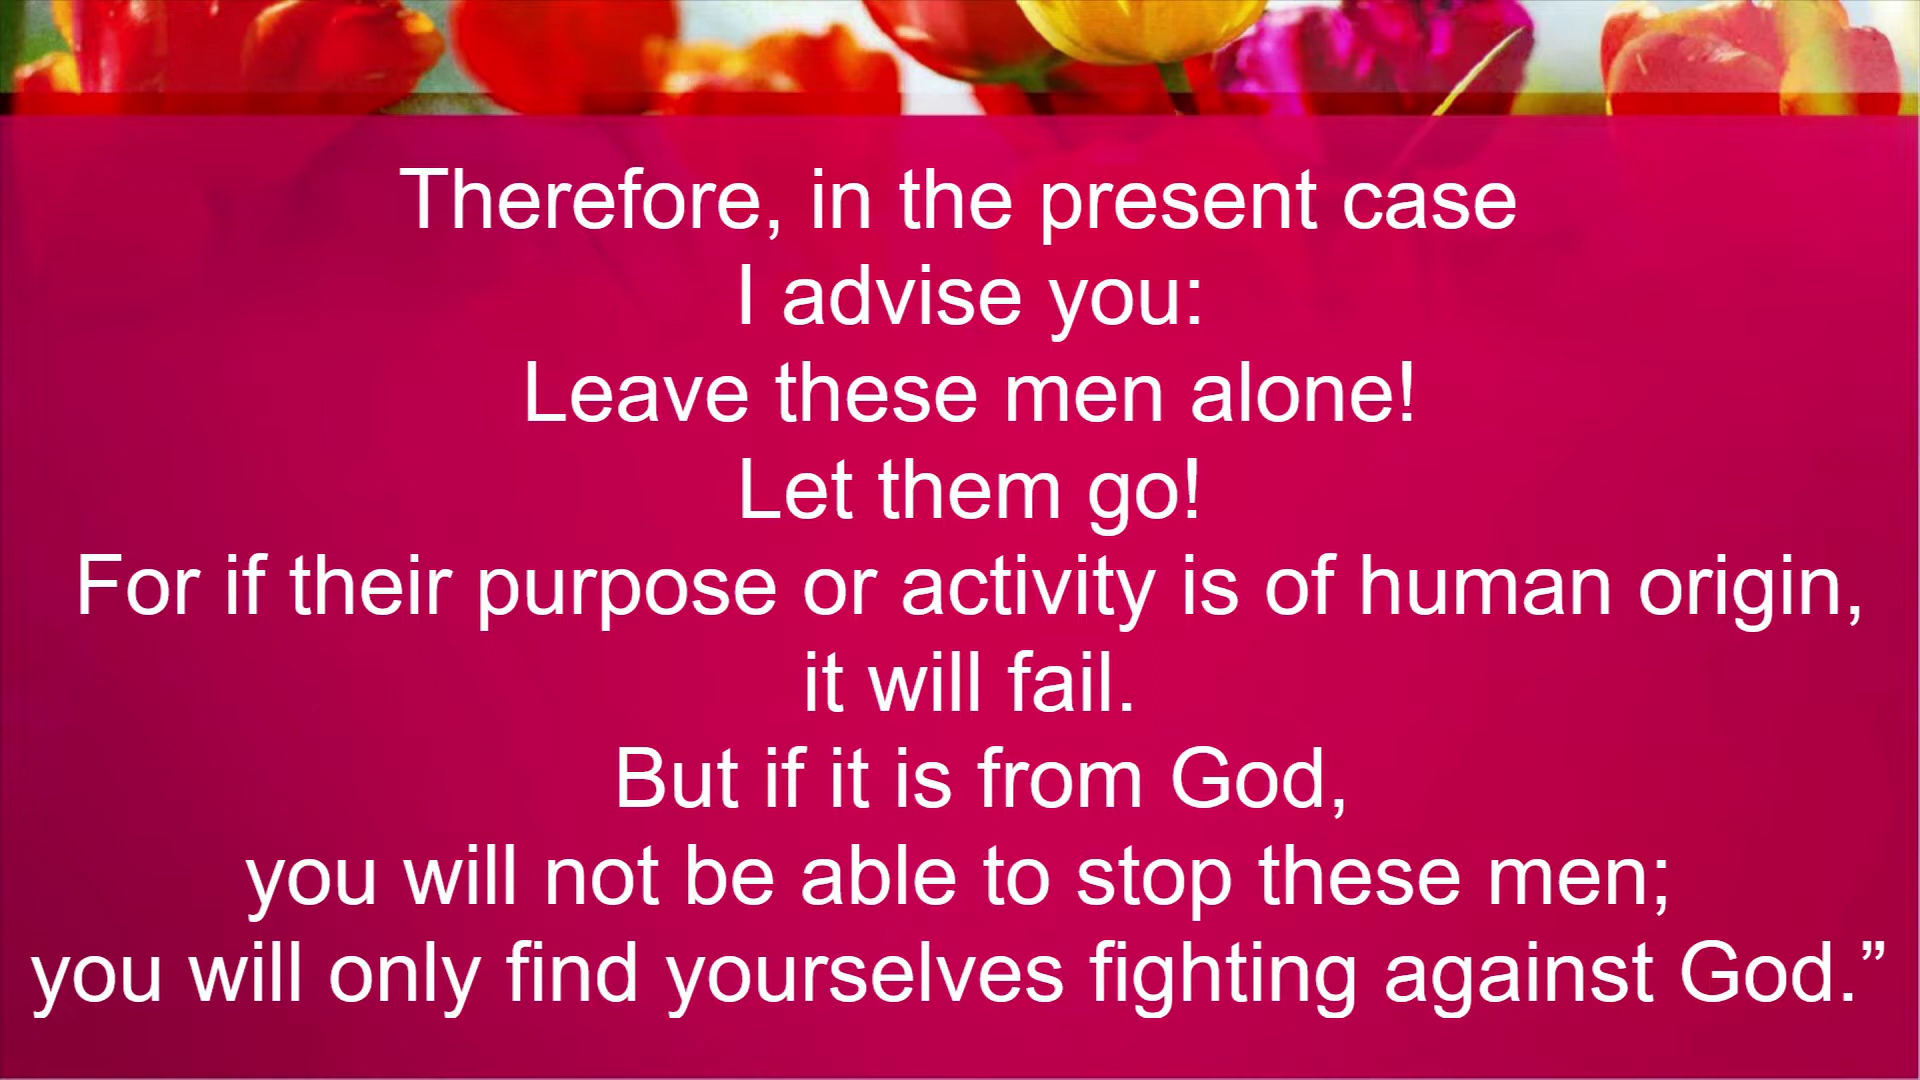 Therefore, in the present case
I advise you:
Leave these men alone!
Let them go!
For if their purpose or activity is of human origin,
it will fail.
But if it is from God,
you will not be able to stop these men;
you will only find yourselves fighting against God.”